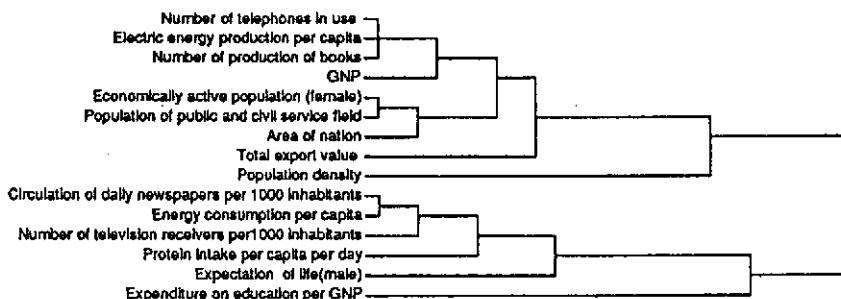 Number of telephones in use
Electric energy production per capita
Number of production of books
GNP
Economically active population (female)
Population of public and civil service field
Area of nation
Total export value
Population density
Circulation of daily newspapers per 1000 inhabitants
Energy consumption per capita
Number of television receivers per1000 inhabitants
Protein intake per capita per day
Expectation of life(male)
Expenditure on education per GNP